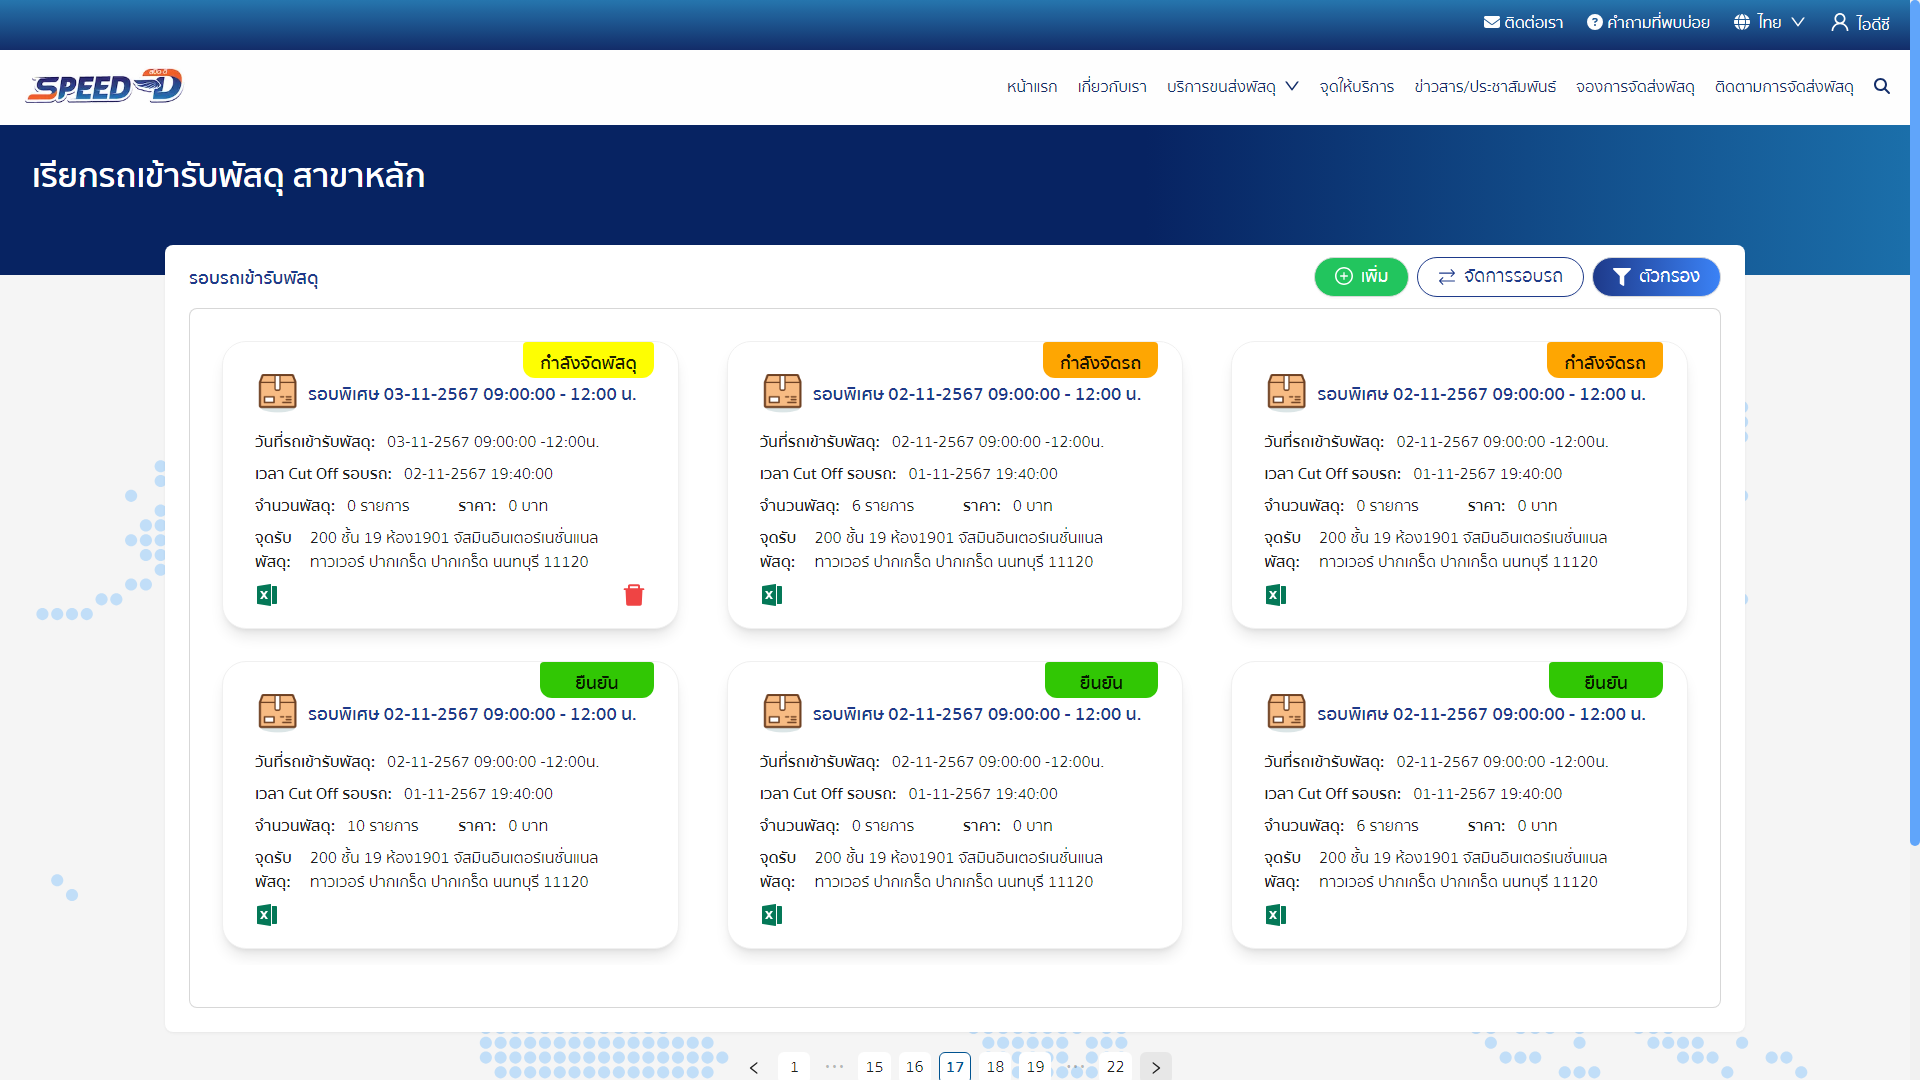 ติดต่อเรา คำถามที่พบบ่อย ไทย ไอดีซี
สปีด-ดี
SPEED-D
หน้าแรก เกี่ยวกับเรา บริการขนส่งพัสดุ จุดให้บริการ ข่าวสาร/ประชาสัมพันธ์ จองการจัดส่งพัสดุ ติดตามการจัดส่งพัสดุ
เรียกรถเข้ารับพัสดุ สาขาหลัก
รอบรถเข้ารับพัสดุ
เพิ่ม จัดการรอบรถ ตัวกรอง
กำลังจัดพัสดุ
รอบพิเศษ 03-11-2567 09:00:00 - 12:00 น.
วันที่รถเข้ารับพัสดุ: 03-11-2567 09:00:00 -12:00น.
เวลา Cut Off รอบรถ: 02-11-2567 19:40:00
จำนวนพัสดุ: 0 รายการ ราคา: 0 บาท
จุดรับพัสดุ: 200 ชั้น 19 ห้อง1901 จัสมินอินเตอร์เนชั่นแนล
ทาวเวอร์ ปากเกร็ด ปากเกร็ด นนทบุรี 11120
กำลังจัดรถ
รอบพิเศษ 02-11-2567 09:00:00 - 12:00 น.
วันที่รถเข้ารับพัสดุ: 02-11-2567 09:00:00 -12:00น.
เวลา Cut Off รอบรถ: 01-11-2567 19:40:00
จำนวนพัสดุ: 6 รายการ ราคา: 0 บาท
จุดรับพัสดุ: 200 ชั้น 19 ห้อง1901 จัสมินอินเตอร์เนชั่นแนล
ทาวเวอร์ ปากเกร็ด ปากเกร็ด นนทบุรี 11120
กำลังจัดรถ
รอบพิเศษ 02-11-2567 09:00:00 - 12:00 น.
วันที่รถเข้ารับพัสดุ: 02-11-2567 09:00:00 -12:00น.
เวลา Cut Off รอบรถ: 01-11-2567 19:40:00
จำนวนพัสดุ: 0 รายการ ราคา: 0 บาท
จุดรับพัสดุ: 200 ชั้น 19 ห้อง1901 จัสมินอินเตอร์เนชั่นแนล
ทาวเวอร์ ปากเกร็ด ปากเกร็ด นนทบุรี 11120
ยืนยัน
รอบพิเศษ 02-11-2567 09:00:00 - 12:00 น.
วันที่รถเข้ารับพัสดุ: 02-11-2567 09:00:00 -12:00น.
เวลา Cut Off รอบรถ: 01-11-2567 19:40:00
จำนวนพัสดุ: 10 รายการ ราคา: 0 บาท
จุดรับพัสดุ: 200 ชั้น 19 ห้อง1901 จัสมินอินเตอร์เนชั่นแนล
ทาวเวอร์ ปากเกร็ด ปากเกร็ด นนทบุรี 11120
ยืนยัน
รอบพิเศษ 02-11-2567 09:00:00 - 12:00 น.
วันที่รถเข้ารับพัสดุ: 02-11-2567 09:00:00 -12:00น.
เวลา Cut Off รอบรถ: 01-11-2567 19:40:00
จำนวนพัสดุ: 0 รายการ ราคา: 0 บาท
จุดรับพัสดุ: 200 ชั้น 19 ห้อง1901 จัสมินอินเตอร์เนชั่นแนล
ทาวเวอร์ ปากเกร็ด ปากเกร็ด นนทบุรี 11120
ยืนยัน
รอบพิเศษ 02-11-2567 09:00:00 - 12:00 น.
วันที่รถเข้ารับพัสดุ: 02-11-2567 09:00:00 -12:00น.
เวลา Cut Off รอบรถ: 01-11-2567 19:40:00
จำนวนพัสดุ: 6 รายการ ราคา: 0 บาท
จุดรับพัสดุ: 200 ชั้น 19 ห้อง1901 จัสมินอินเตอร์เนชั่นแนล
ทาวเวอร์ ปากเกร็ด ปากเกร็ด นนทบุรี 11120
< 1 ••• 15 16 17 18 19 ••• 22 >